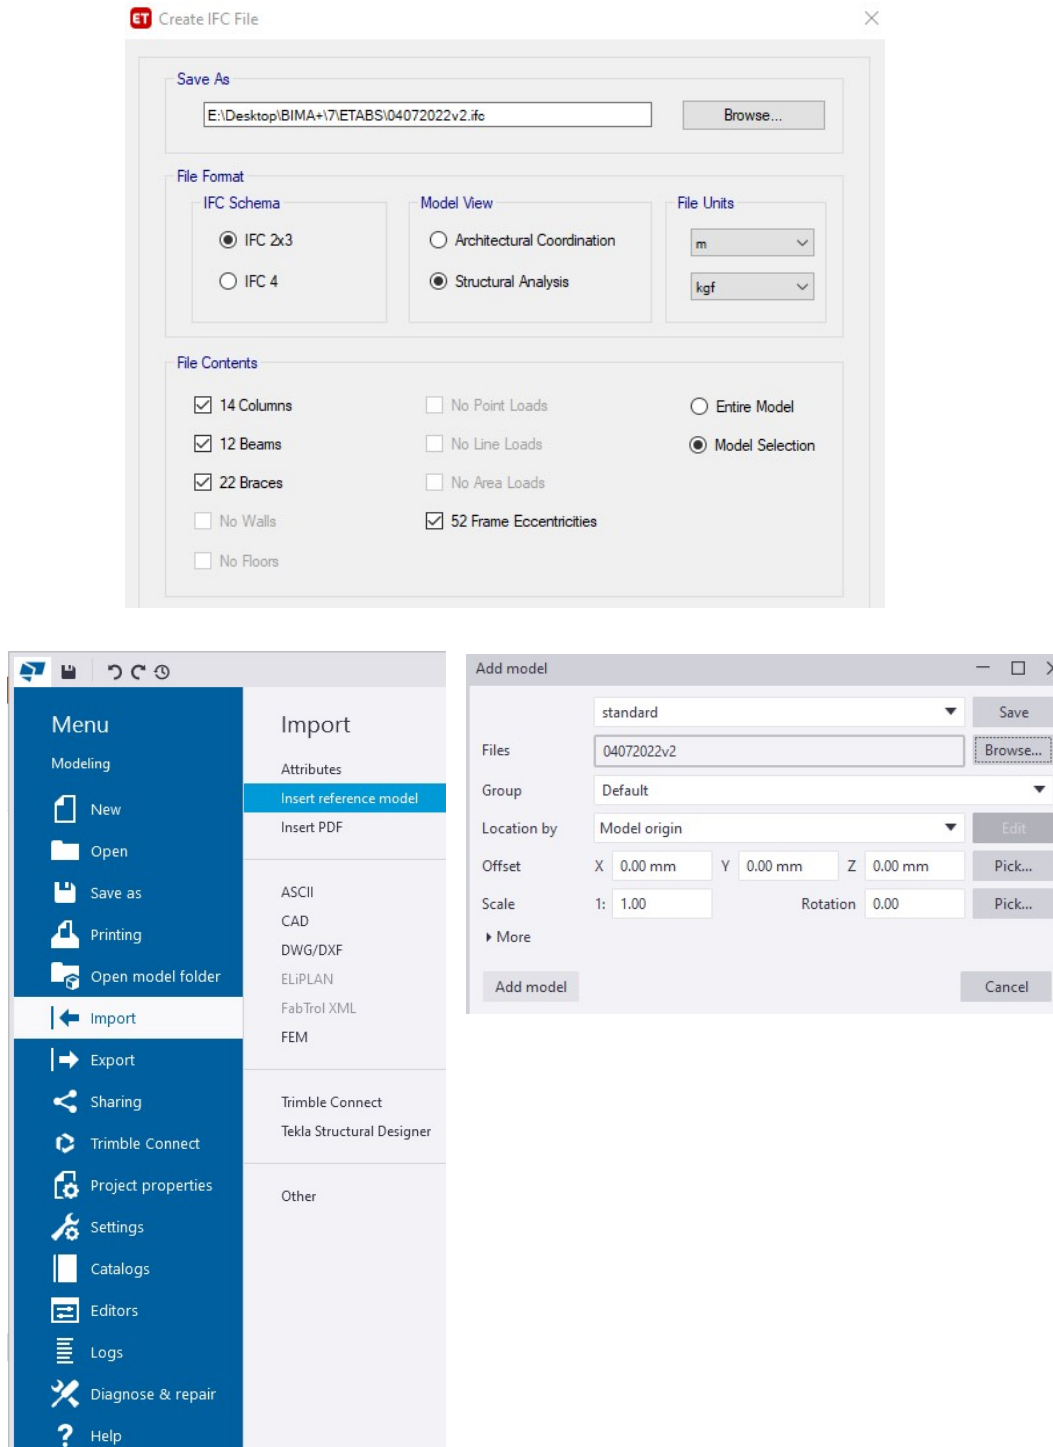 ET Create IFC File
Save As
E:\Desktop\BIMA+\7\ETABS\04072022v2.ifc Browse...
File Format
IFC Schema Model View File Units
IFC 2x3 Architectural Coordination m
IFC 4 Structural Analysis kgf
File Contents
14 Columns No Point Loads Entire Model
12 Beams No Line Loads Model Selection
22 Braces No Area Loads
No Walls 52 Frame Eccentricities
No Floors
Menu
Modeling
New
Open
Save as
Printing
Open model folder
Import
Export
Sharing
Trimble Connect
Project properties
Settings
Catalogs
Editors
Logs
Diagnose & repair
Help
Import
Attributes
Insert reference model
Insert PDF
ASCII
CAD
DWG/DXF
ELiPLAN
FabTrol XML
FEM
Trimble Connect
Tekla Structural Designer
Other
Add model
standard Save
Files 04072022v2 Browse...
Group Default
Location by Model origin Edit
Offset X 0.00 mm Y 0.00 mm Z 0.00 mm Pick...
Scale 1: 1.00 Rotation 0.00 Pick...
More
Add model Cancel